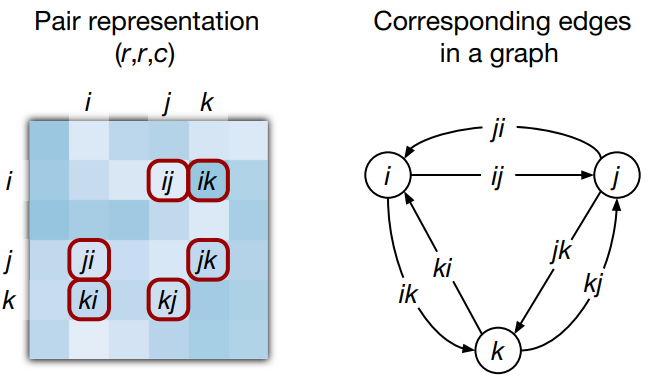 Pair representation
(r,r,c)
i j k
i
j
k
ij ik
ji jk
ki kj
Corresponding edges
in a graph
ji
i ij j
jk
ki
kj
ik
k